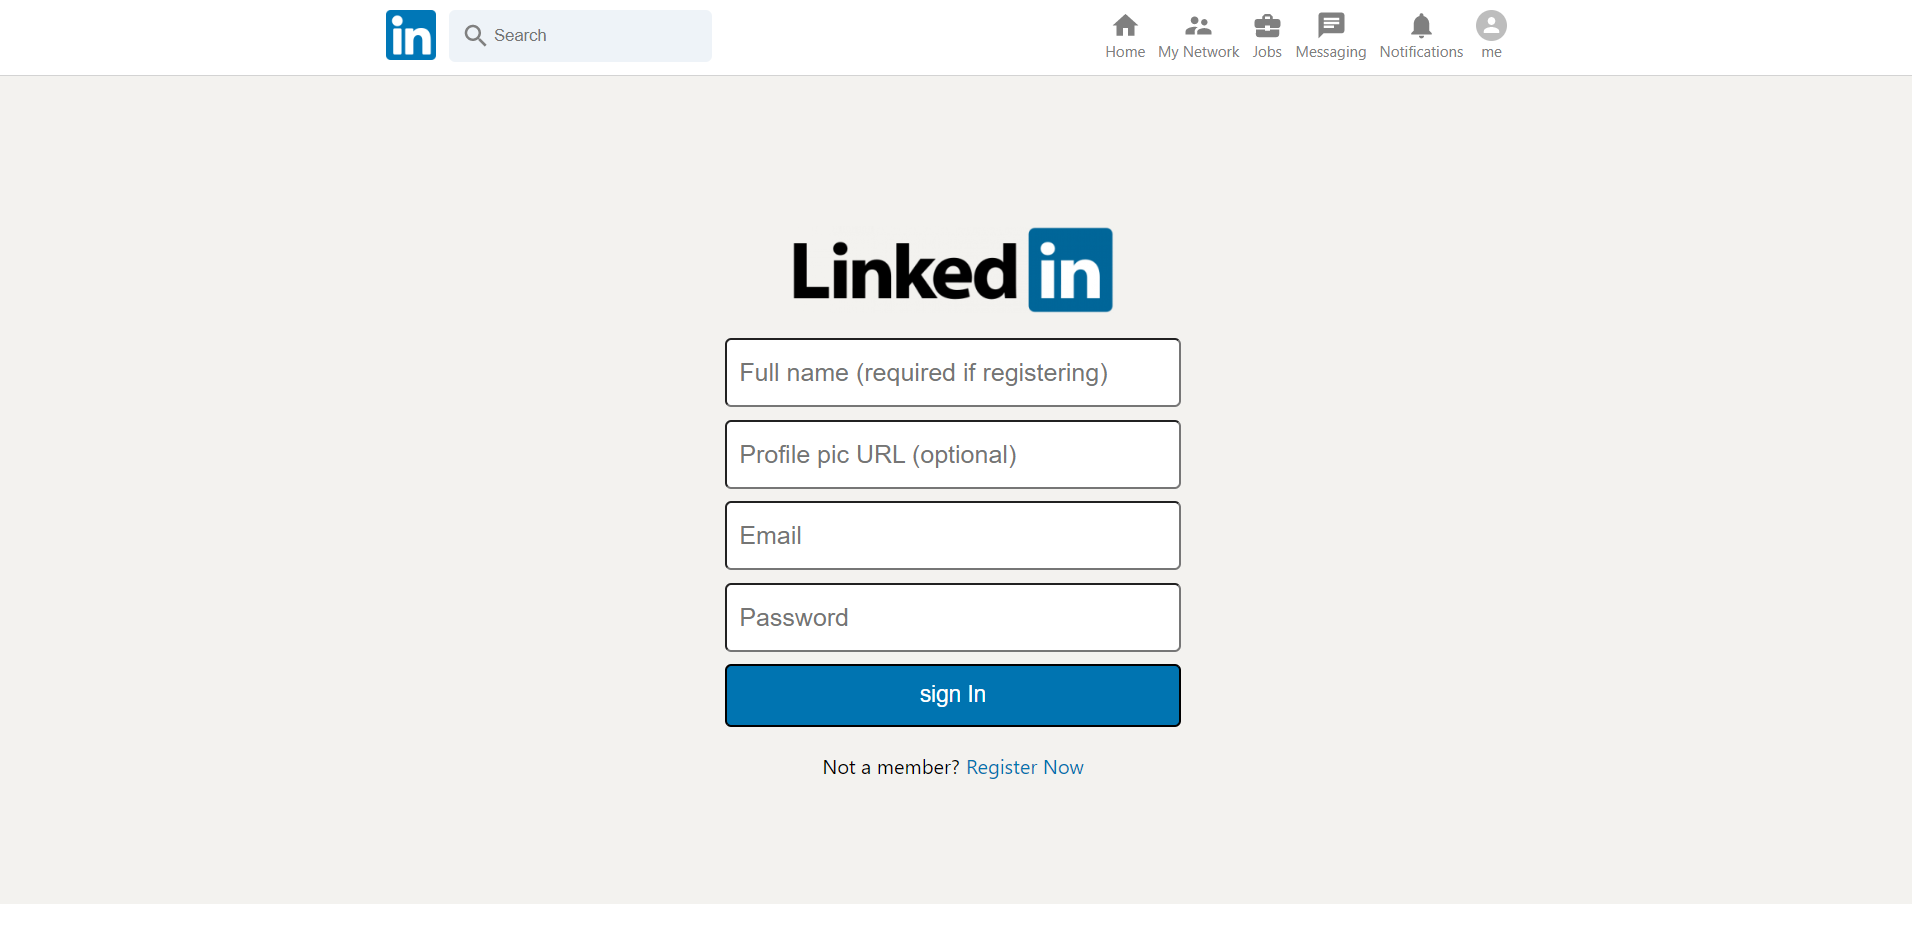 in Search Home My Network Jobs Messaging Notifications me
Linked in
Full name (required if registering)
Profile pic URL (optional)
Email
Password
sign In
Not a member? Register Now